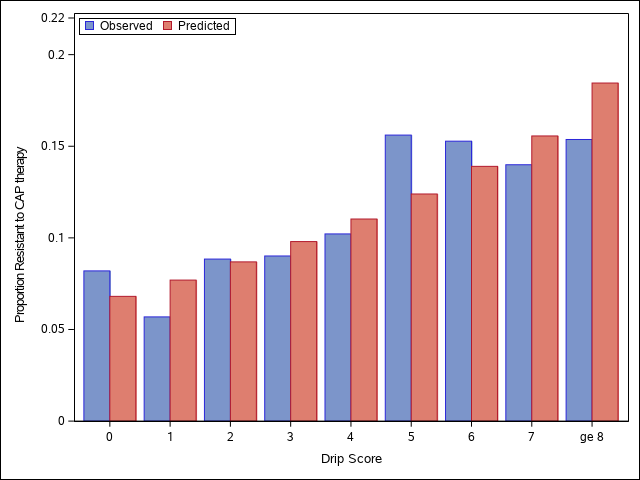 0.22
Observed Predicted
0.2
0.15
0.1
0.05
0
Proportion Resistant to CAP therapy
0 1 2 3 4 5 6 7 ge 8
Drip Score